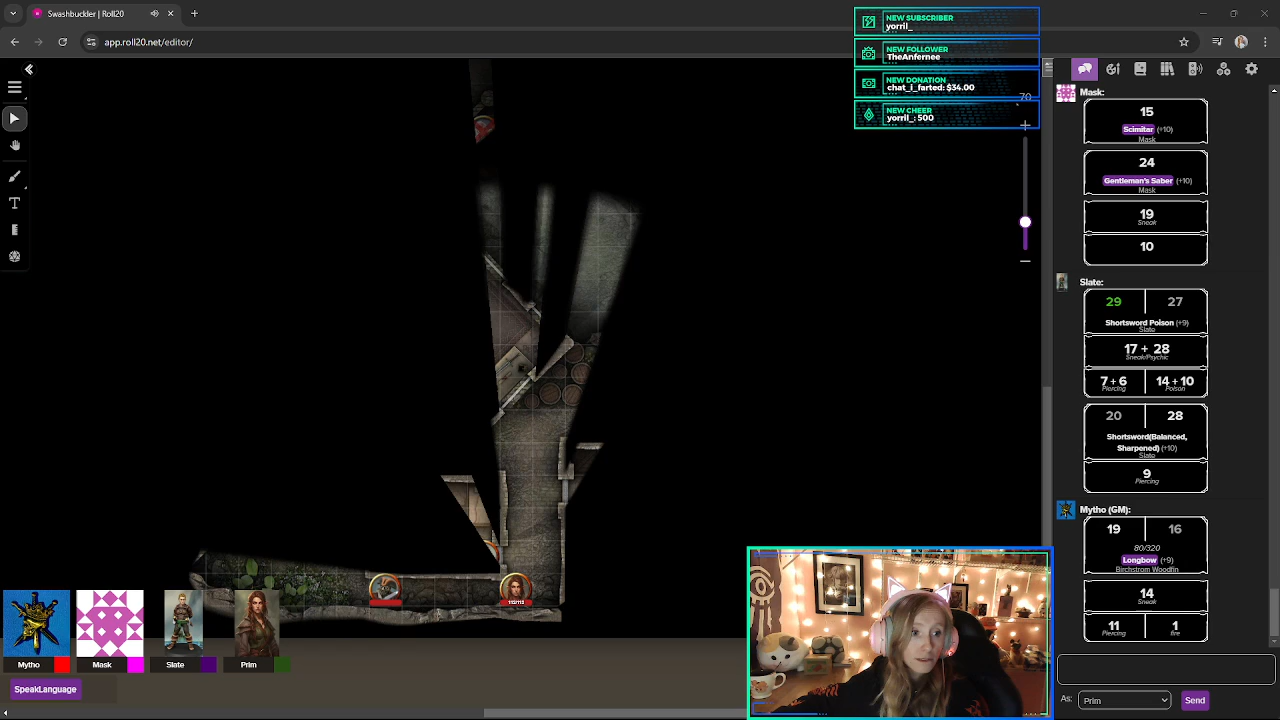 Swashbuckler | Roll20
app.roll20.net/editor/
NEW SUBSCRIBER
yorril_
NEW FOLLOWER
TheAnfernee
NEW DONATION
chat_i_farted: $34.00
NEW CHEER
yorril_: 500
70
Mask:
15
Scimitar (+10)
Mask
24
Gentleman's Saber (+10)
Mask
19
Sneak
10
Slate:
29 27
Shortsword Poison (+9)
Slate
17 + 28
Sneak/Psychic
7 + 6 14 + 10
Piercing Poison
20 28
Shortsword(Balanced,
Sharpened) (+10)
Slate
9
Piercing
Mytho (GM):
19 16
80/320
Longbow (+9)
Birchstrom Woodfin
14
Sneak
11 1
Piercing fire
112/112
Mytho
Mask
Slate
Prim
SpeakLanguage
As:
Prim
Send